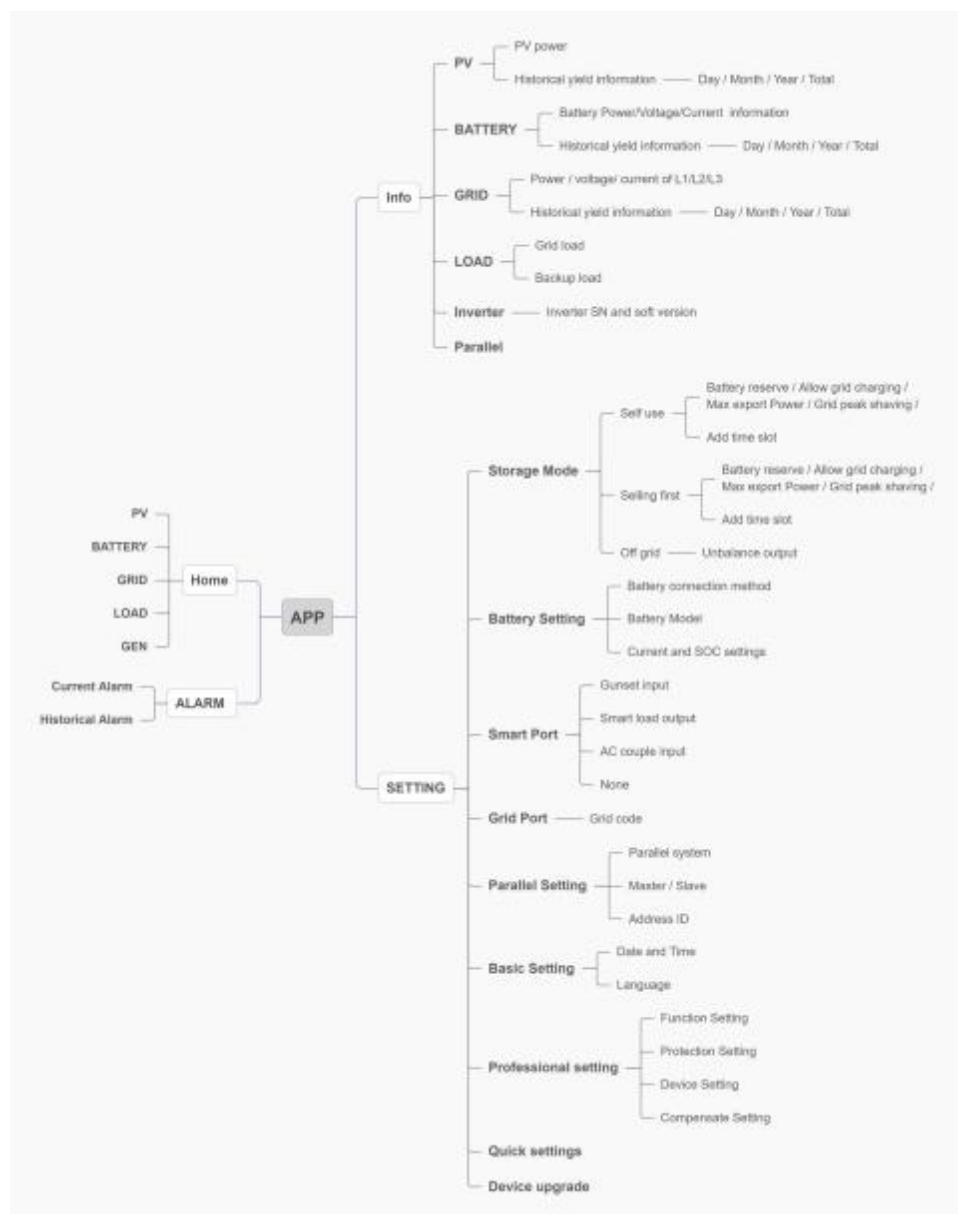 PV
PV power
Historical yield information
Day / Month / Year / Total
BATTERY
Battery Power/Voltage/Current information
Historical yield information
Day / Month / Year / Total
Info
GRID
Power / voltage/ current of L1/L2/L3
Historical yield information
Day / Month / Year / Total
LOAD
Grid load
Backup load
Inverter
Inverter SN and soft version
Parallel
Storage Mode
Self use
Battery reserve / Allow grid charging /
Max export Power / Grid peak shaving /
Add time slot
Selling first
Battery reserve / Allow grid charging /
Max export Power / Grid peak shaving /
Add time slot
Off grid
Unbalance output
PV
BATTERY
GRID
LOAD
GEN
Home
APP
Current Alarm
Historical Alarm
ALARM
Battery Setting
Battery connection method
Battery Model
Current and SOC settings
Smart Port
Gunset input
Smart load output
AC couple input
None
SETTING
Grid Port
Grid code
Parallel Setting
Parallel system
Master / Slave
Address ID
Basic Setting
Date and Time
Language
Professional setting
Function Setting
Protection Setting
Device Setting
Compensate Setting
Quick settings
Device upgrade